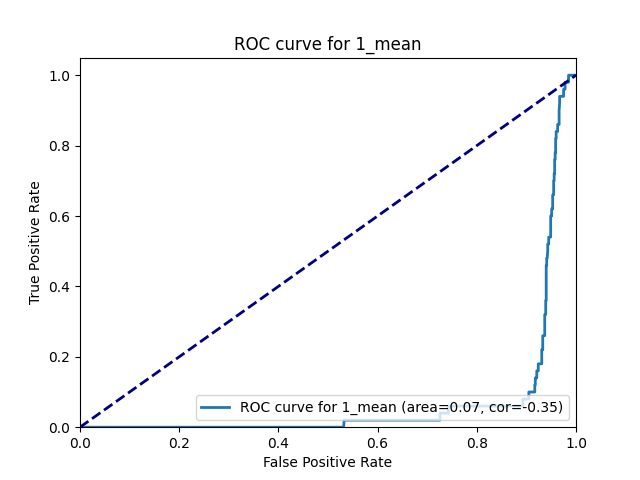 ROC curve for 1_mean
1.0
0.8
0.6
0.4
0.2
0.0
True Positive Rate
ROC curve for 1_mean (area=0.07, cor=-0.35)
0.0 0.2 0.4 0.6 0.8 1.0
False Positive Rate